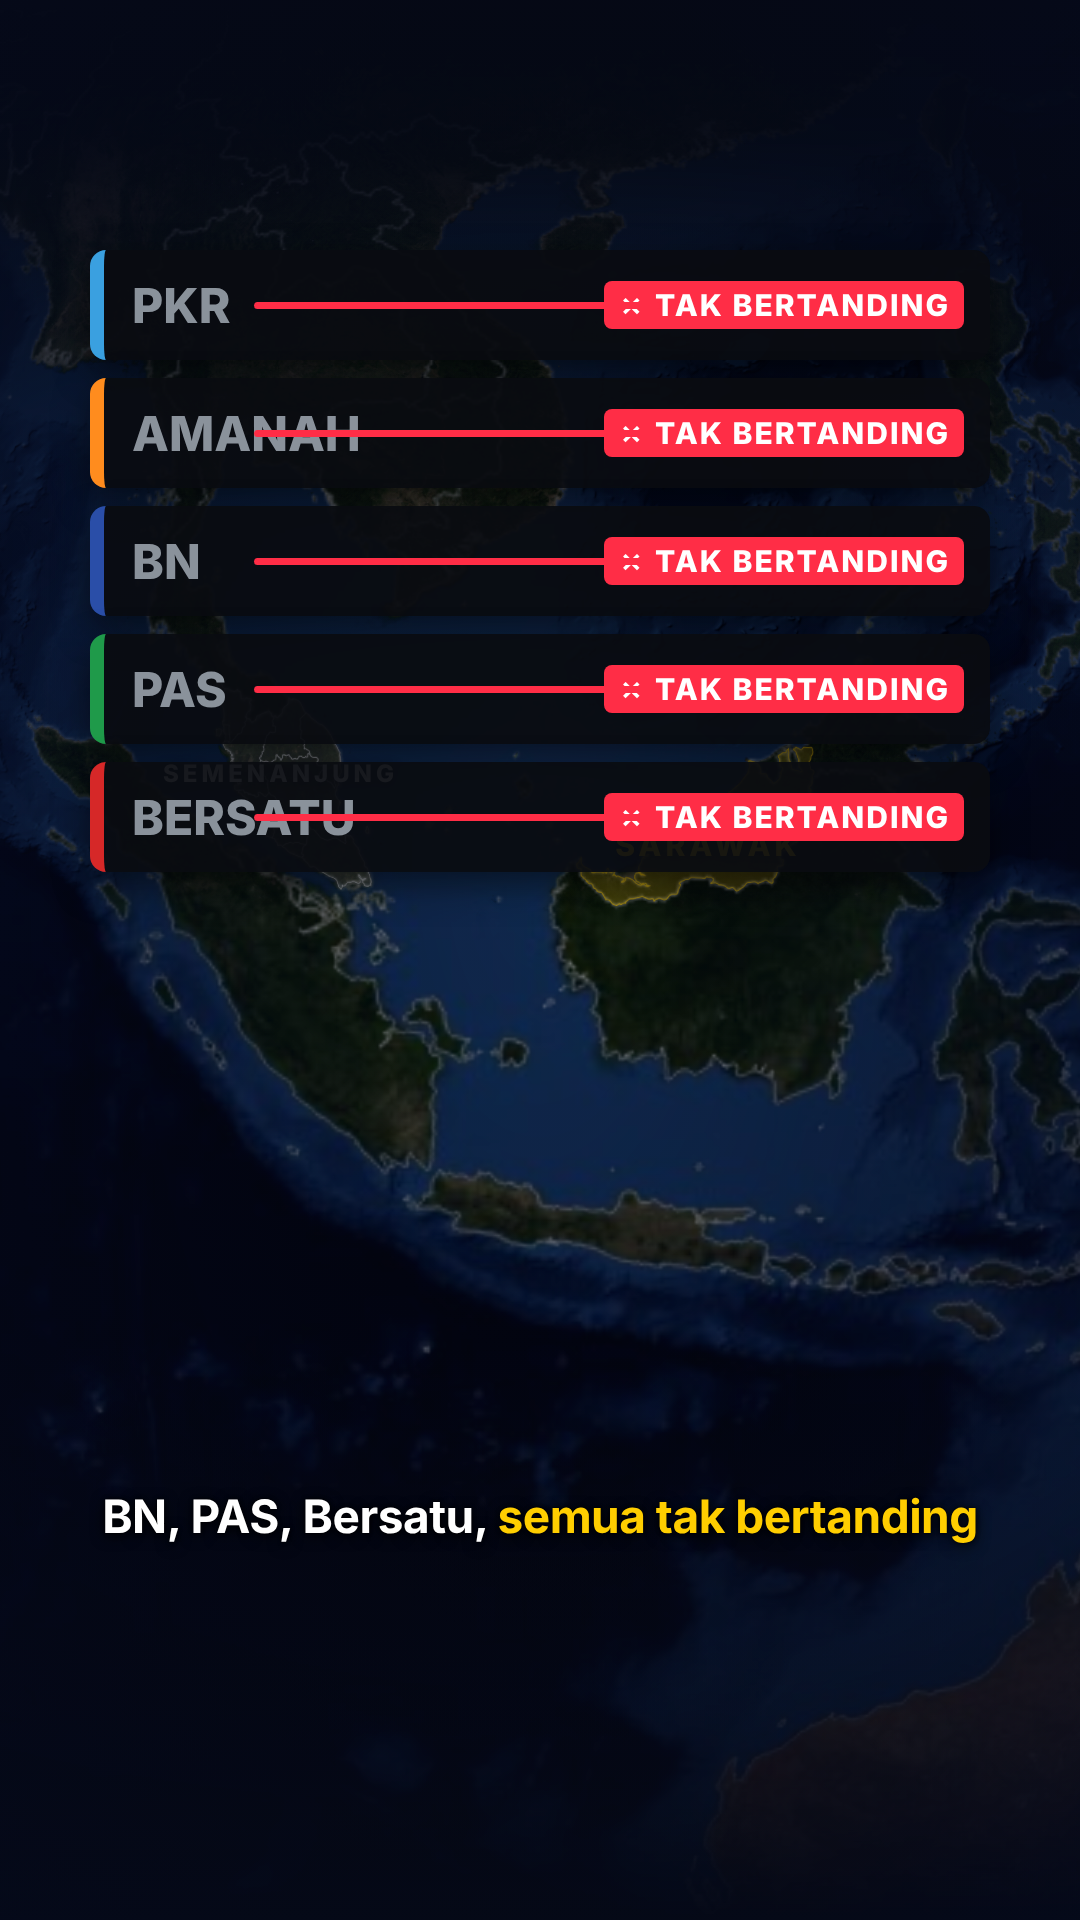 PKR TAK BERTANDING
AMANAH TAK BERTANDING
BN TAK BERTANDING
PAS TAK BERTANDING
SEMENANJUNG
BERSATU TAK BERTANDING
SARAWAK
BN, PAS, Bersatu, semua tak bertanding